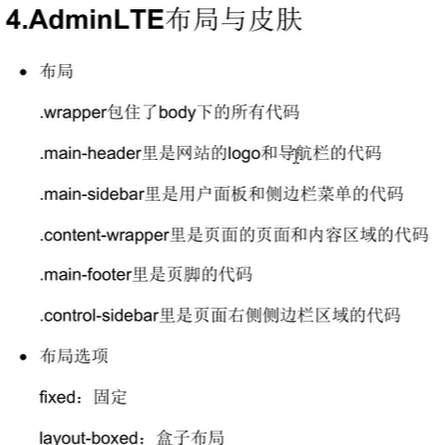 4.AdminLTE布局与皮肤
布局
.wrapper包住了body下的所有代码
.main-header里是网站的logo和导航栏的代码
.main-sidebar里是用户面板和侧边栏菜单的代码
.content-wrapper里是页面的页面和内容区域的代码
.main-footer里是页脚的代码
.control-sidebar里是页面右侧侧边栏区域的代码
布局选项
fixed：固定
layout-boxed：盒子布局